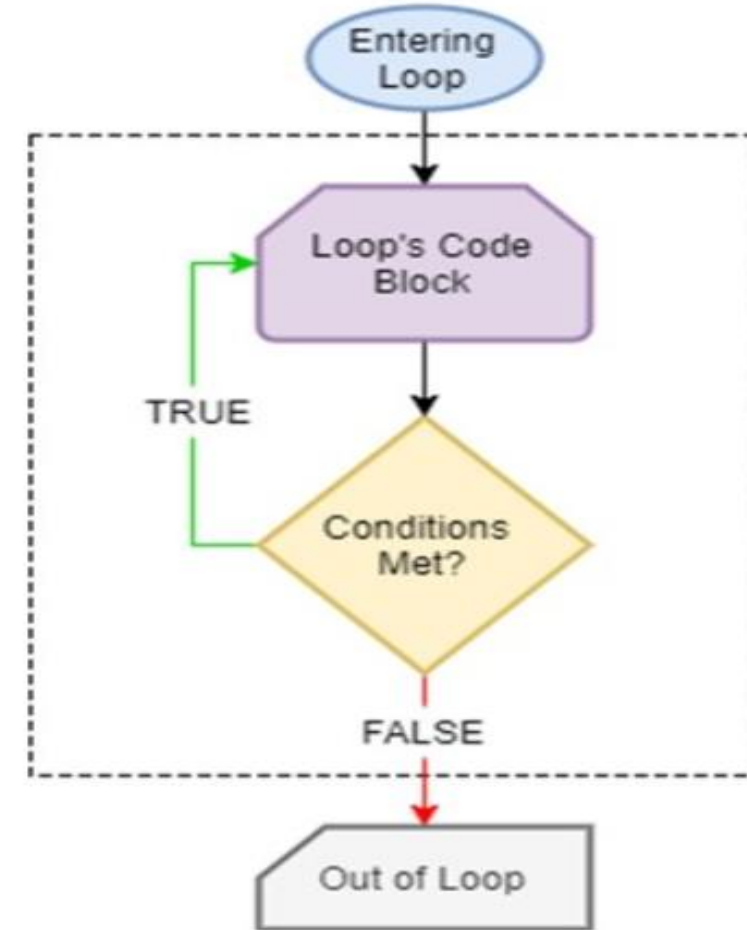 Entering
Loop
Loop's Code
Block
TRUE
Conditions
Met?
FALSE
Out of Loop